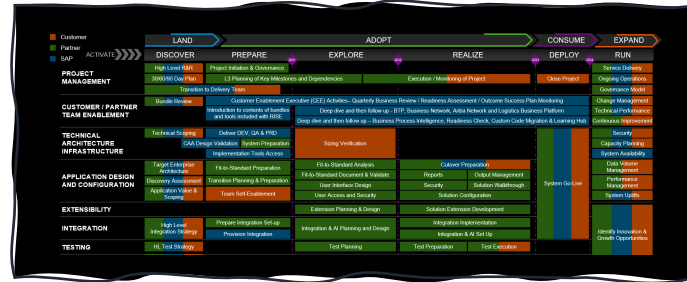 Customer
Partner
SAP
ACTIVATE
LAND
ADOPT
CONSUME
EXPAND
DISCOVER
PREPARE
EXPLORE
REALIZE
DEPLOY
RUN
PROJECT
MANAGEMENT
High Level R&R
Project Initiation & Governance
Service Delivery
30/60/90 Day Plan
L3 Planning of Key Milestones and Dependencies
Execution / Monitoring of Project
Close Project
Ongoing Operations
Transition to Delivery Team
Governance Model
CUSTOMER / PARTNER
TEAM ENABLEMENT
Bundle Review
Customer Enablement Executive (CEE) Activities– Quarterly Business Review / Readiness Assessment / Outcome Success Plan Monitoring
Change Management
Introduction to contents of bundles
and tools included with RISE
Deep dive and then follow up – BTP, Business Network, Ariba Network and Logistics Business Platform
Technical Performance
Deep dive and then follow up – Business Process Intelligence, Readiness Check, Custom Code Migration & Learning Hub
Continuous Improvement
TECHNICAL
ARCHITECTURE
INFRASTRUCTURE
Technical Scoping
Deliver DEV, QA & PRD
Sizing Verification
Security
CAA Design Validation
System Preparation
Capacity Planning
Implementation Tools Access
System Availability
APPLICATION DESIGN
AND CONFIGURATION
Target Enterprise
Architecture
Fit-to-Standard Preparation
Fit-to-Standard Analysis
Cutover Preparation
Data Volume
Management
Discovery Assessment
Transition Planning & Preparation
Fit-to-Standard Document & Validate
Reports
Output Management
User Interface Design
Security
Solution Walkthrough
System Go-Live
Performance
Management
Application Value &
Scoping
Team Self-Enablement
User Access and Security
Solution Configuration
System Uplifts
EXTENSIBILITY
Extension Planning & Design
Solution Extension Development
INTEGRATION
High Level
Integration Strategy
Prepare Integration Set-up
Provision Integration
Integration & AI Planning and Design
Integration Implementation
Integration & AI Set Up
Identify Innovation &
Growth Opportunities
TESTING
HL Test Strategy
Test Planning
Test Preparation
Test Execution